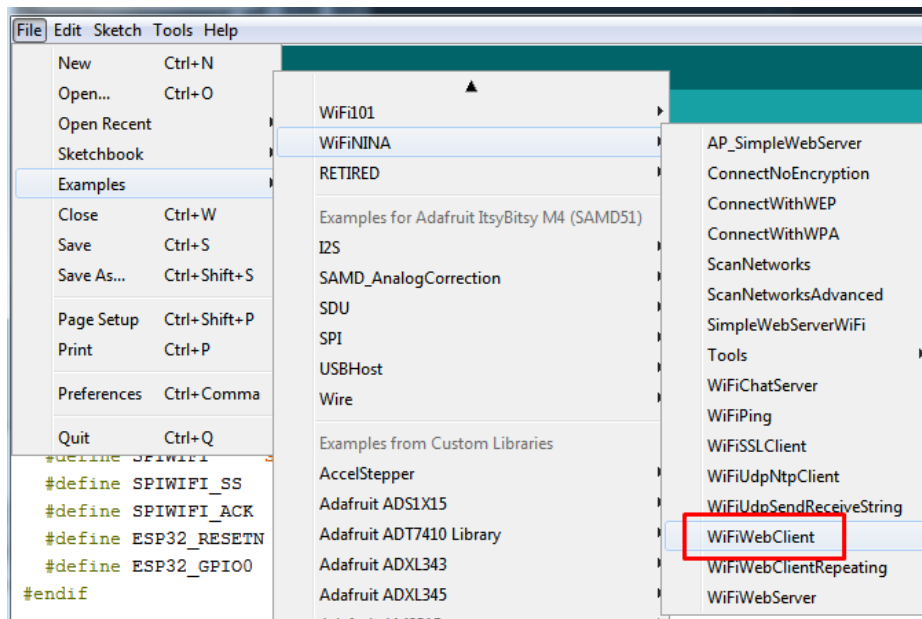 File Edit Sketch Tools Help
New Ctrl+N
Open... Ctrl+O
Open Recent
Sketchbook
Examples
Close Ctrl+W
Save Ctrl+S
Save As... Ctrl+Shift+S
Page Setup Ctrl+Shift+P
Print Ctrl+P
Preferences Ctrl+Comma
Quit Ctrl+Q
WiFi101
WiFiNINA
RETIRED
Examples for Adafruit ItsyBitsy M4 (SAMD51)
I2S
SAMD_AnalogCorrection
SDU
SPI
USBHost
Wire
Examples from Custom Libraries
AccelStepper
Adafruit ADS1X15
Adafruit ADT7410 Library
Adafruit ADXL343
Adafruit ADXL345
AP_SimpleWebServer
ConnectNoEncryption
ConnectWithWEP
ConnectWithWPA
ScanNetworks
ScanNetworksAdvanced
SimpleWebServerWiFi
Tools
WiFiChatServer
WiFiPing
WiFiSSLClient
WiFiUdpNtpClient
WiFiUdpSendReceiveString
WiFiWebClient
WiFiWebClientRepeating
WiFiWebServer
#define SPIWIFI
#define SPIWIFI_SS
#define SPIWIFI_ACK
#define ESP32_RESETN
#define ESP32_GPIO0
#endif